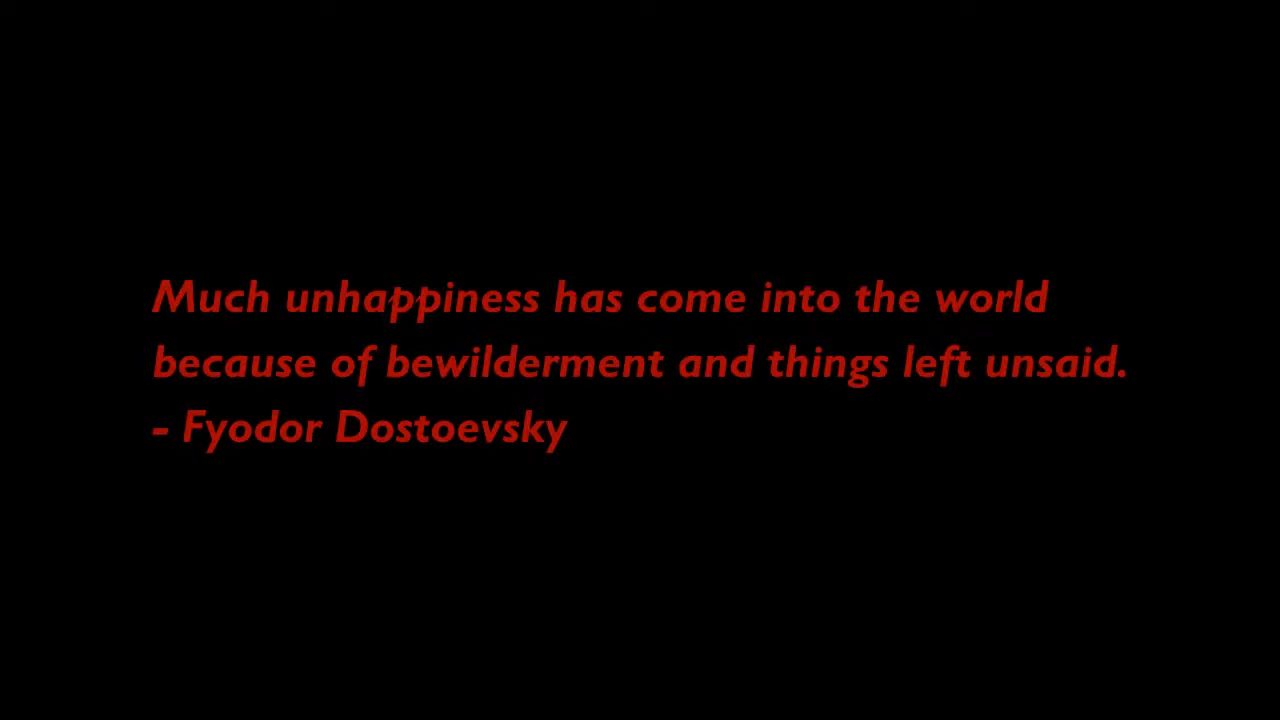 Much unhappiness has come into the world
because of bewilderment and things left unsaid.
- Fyodor Dostoevsky